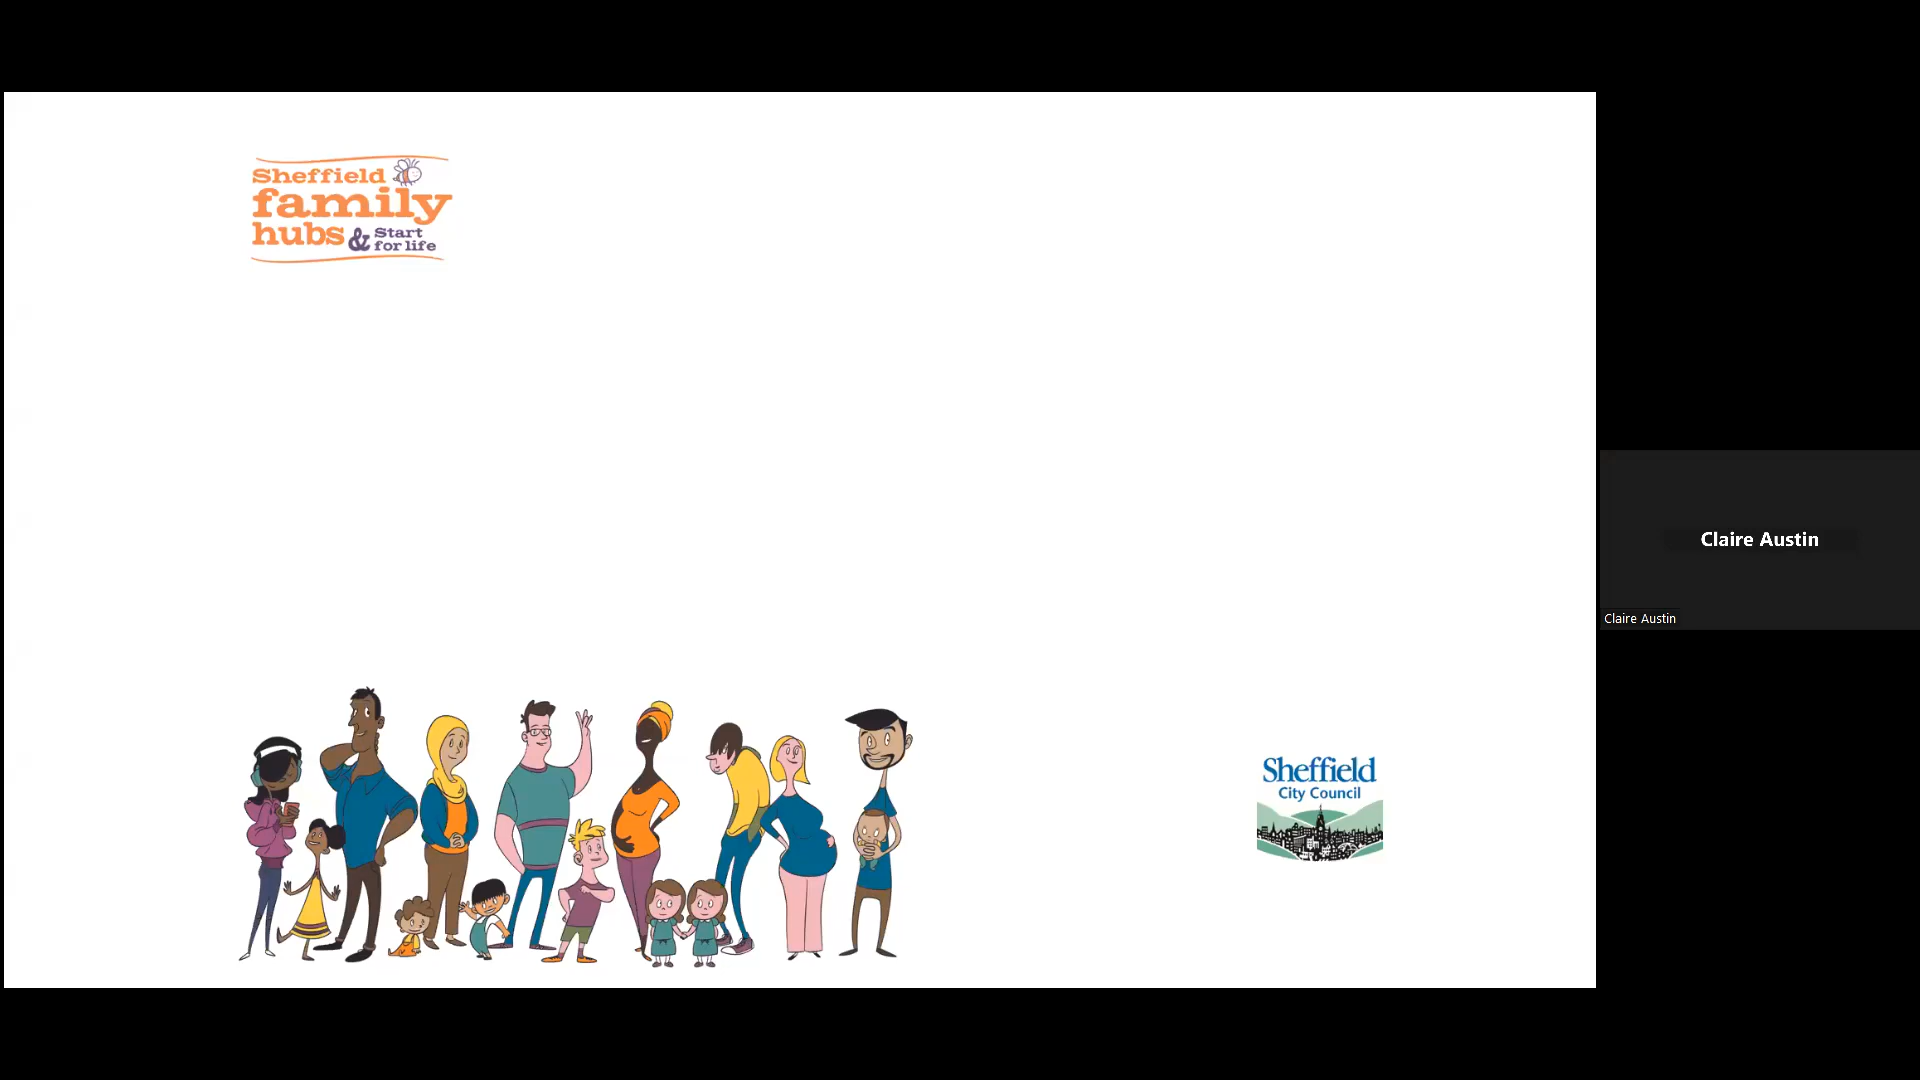 Sheffield
family
hubs & Start
for life
Sheffield
City Council
Claire Austin
Claire Austin